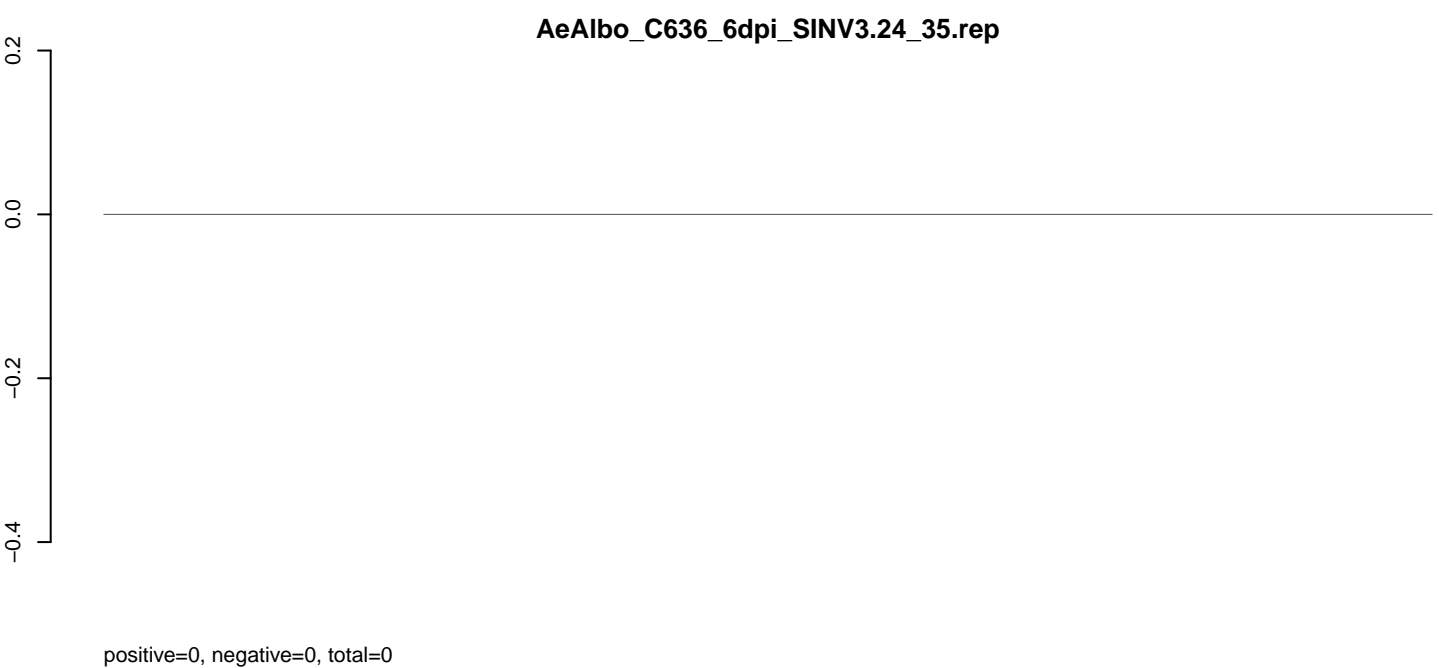 AeAlbo_C636_6dpi_SINV3.24_35.rep
0.2
0.0
−0.2
−0.4
positive=0, negative=0, total=0